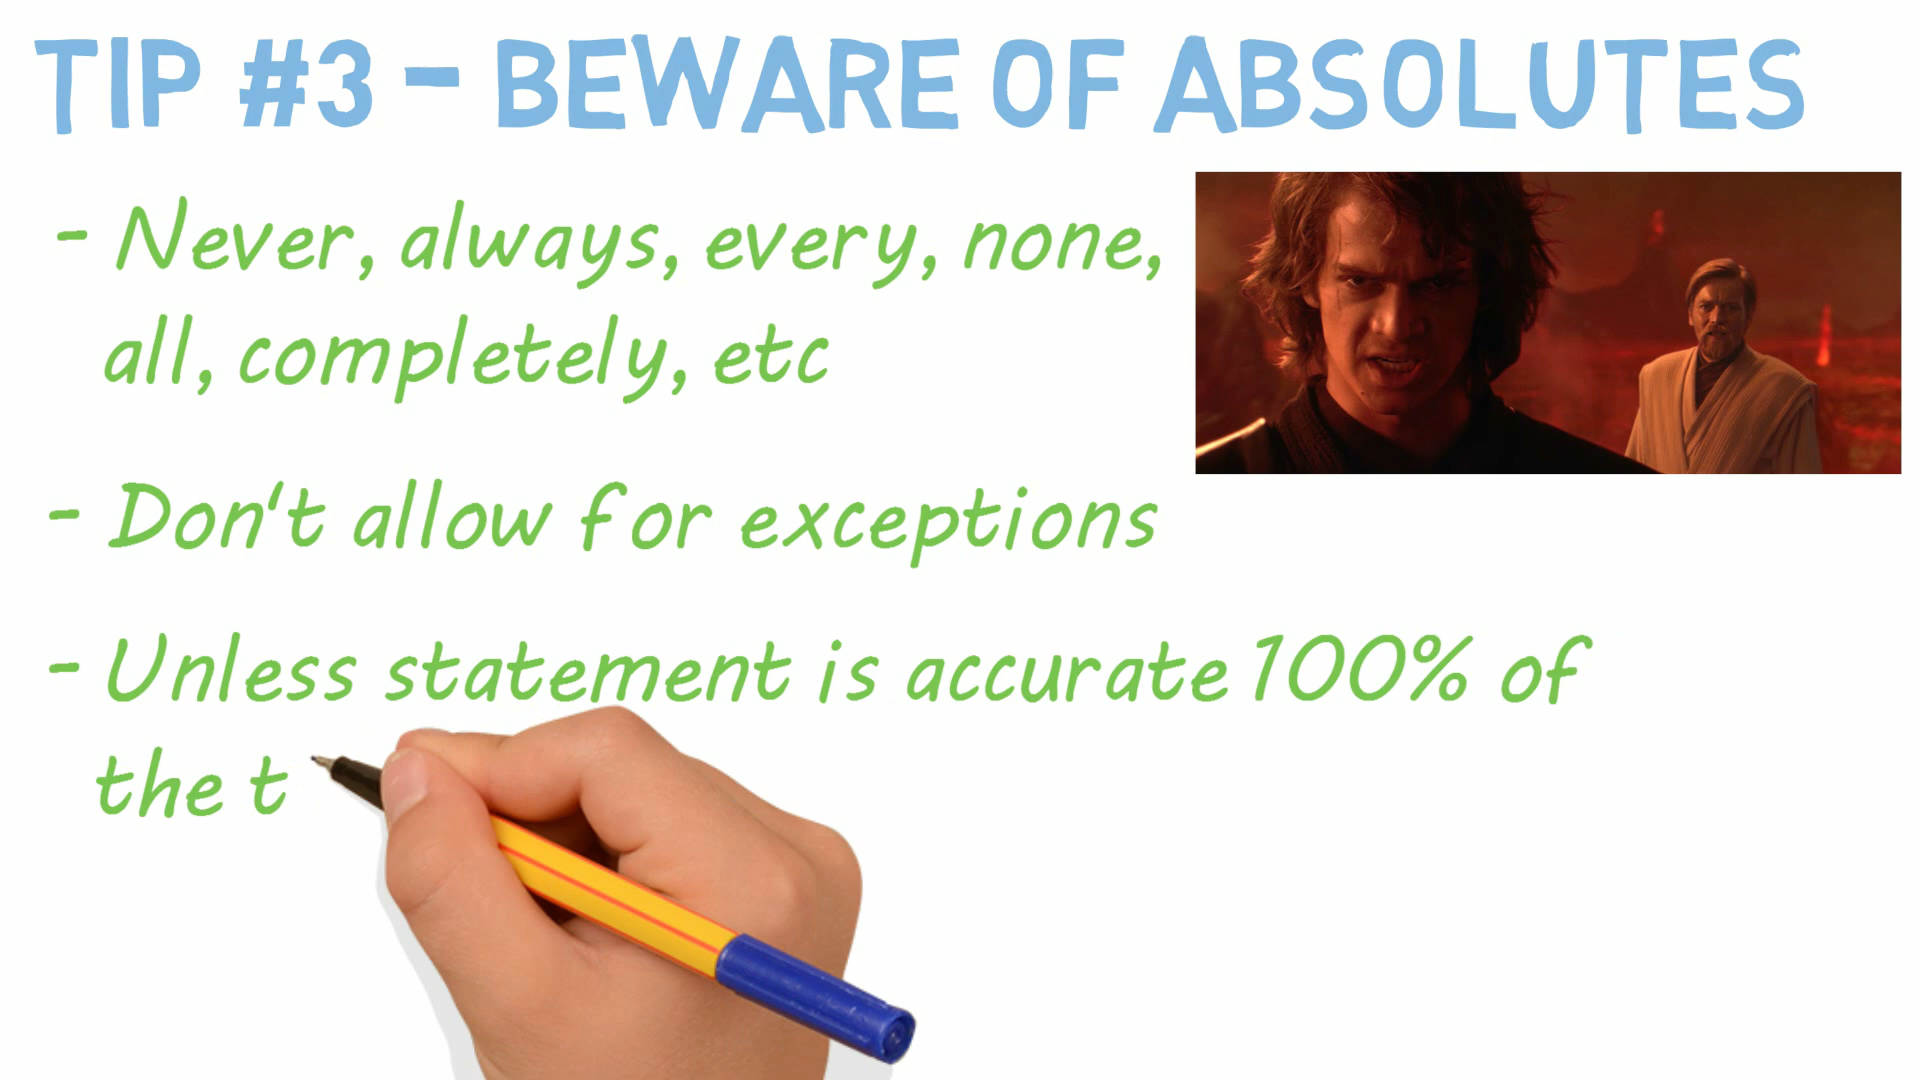 TIP #3 - BEWARE OF ABSOLUTES
- Never, always, every, none,
all, completely, etc
- Don't allow for exceptions
- Unless statement is accurate 100% of
the t